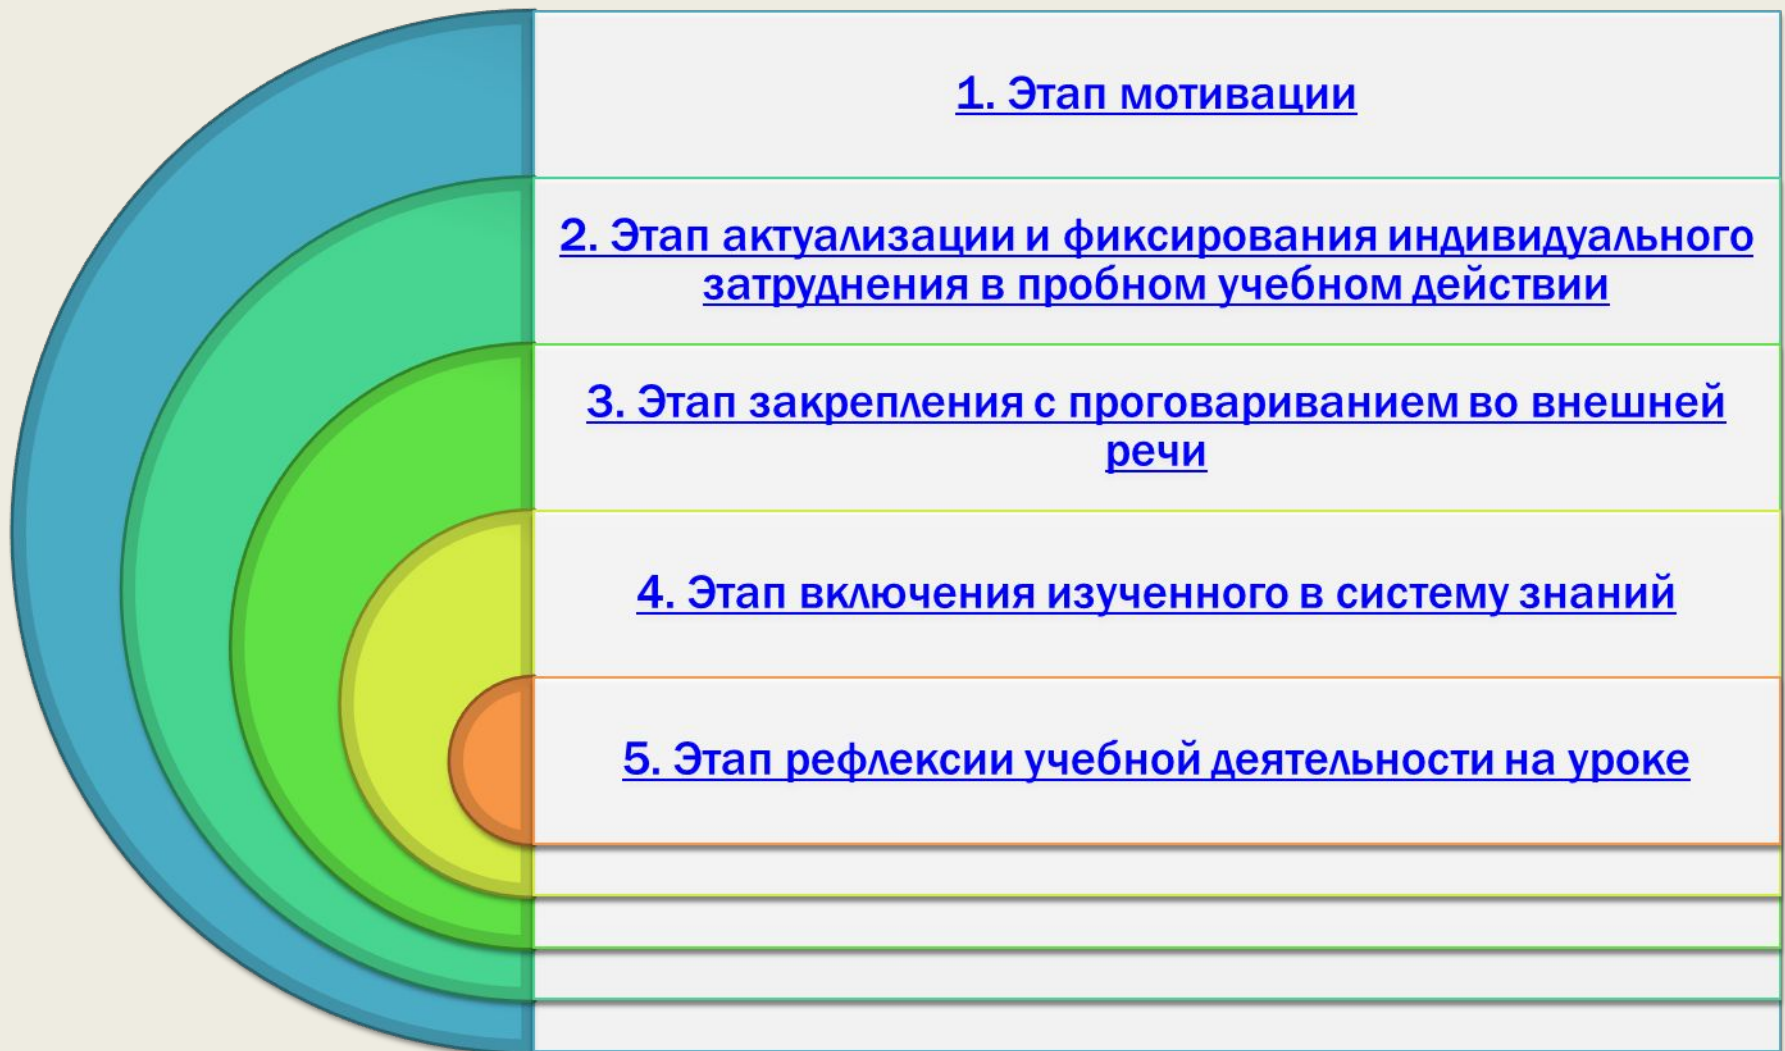 1. Этап мотивации
2. Этап актуализации и фиксирования индивидуального
затруднения в пробном учебном действии
3. Этап закрепления с проговариванием во внешней
речи
4. Этап включения изученного в систему знаний
5. Этап рефлексии учебной деятельности на уроке